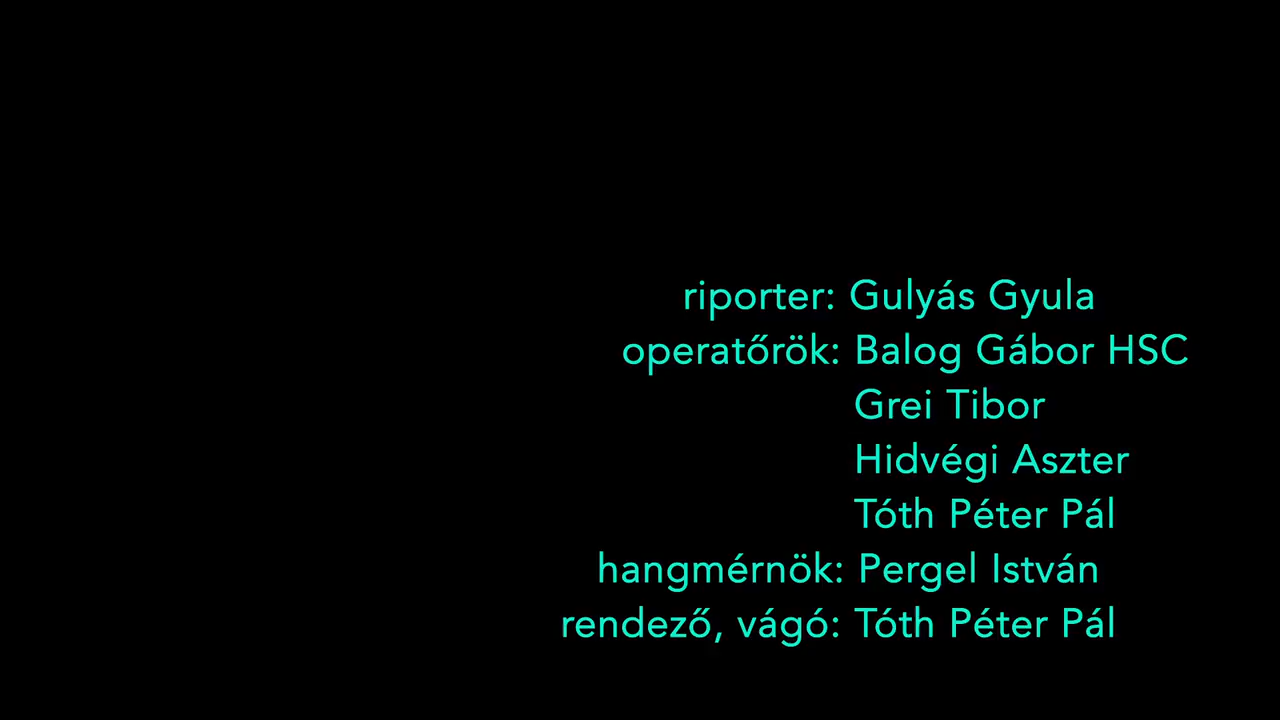 riporter: Gulyás Gyula
operatőrök: Balog Gábor HSC
Grei Tibor
Hidvégi Aszter
Tóth Péter Pál
hangmérnök: Pergel István
rendező, vágó: Tóth Péter Pál